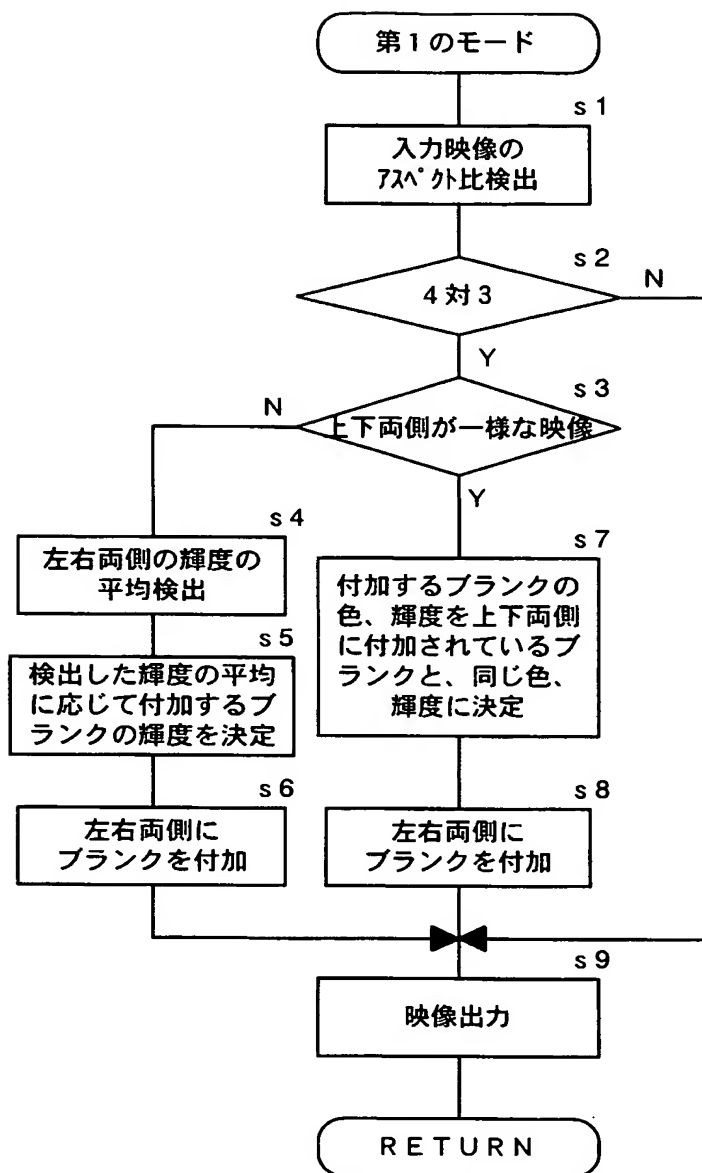 第1のモード
s1
入力映像の
アスペクト比検出
s2
4対3
N
Y
s3
上下両側が一様な映像
N
Y
s4
左右両側の輝度の
平均検出
s5
検出した輝度の平均
に応じて付加するブ
ランクの輝度を決定
s6
左右両側に
ブランクを付加
s7
付加するブランクの
色、輝度を上下両側
に付加されているブ
ランクと、同じ色、
輝度に決定
s8
左右両側に
ブランクを付加
s9
映像出力
RETURN